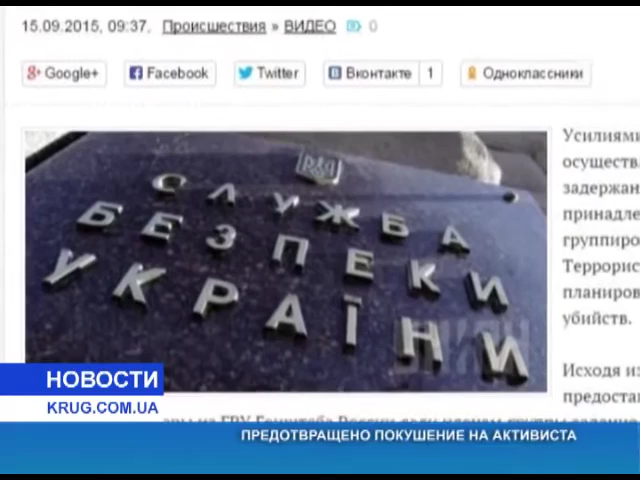 15.09.2015, 09:37, Происшествия » ВИДЕО 0
Google+ Facebook Twitter Вконтакте 1 Одноклассники
СЛУЖБА
БЕЗПЕКИ
УКРАЇНИ
Усилиями
осуществл
задержан
принадле
группиро
Террорис
планиров
убийств.
Исходя из
предоста
НОВОСТИ
KRUG.COM.UA
ПРЕДОТВРАЩЕНО ПОКУШЕНИЕ НА АКТИВИСТА